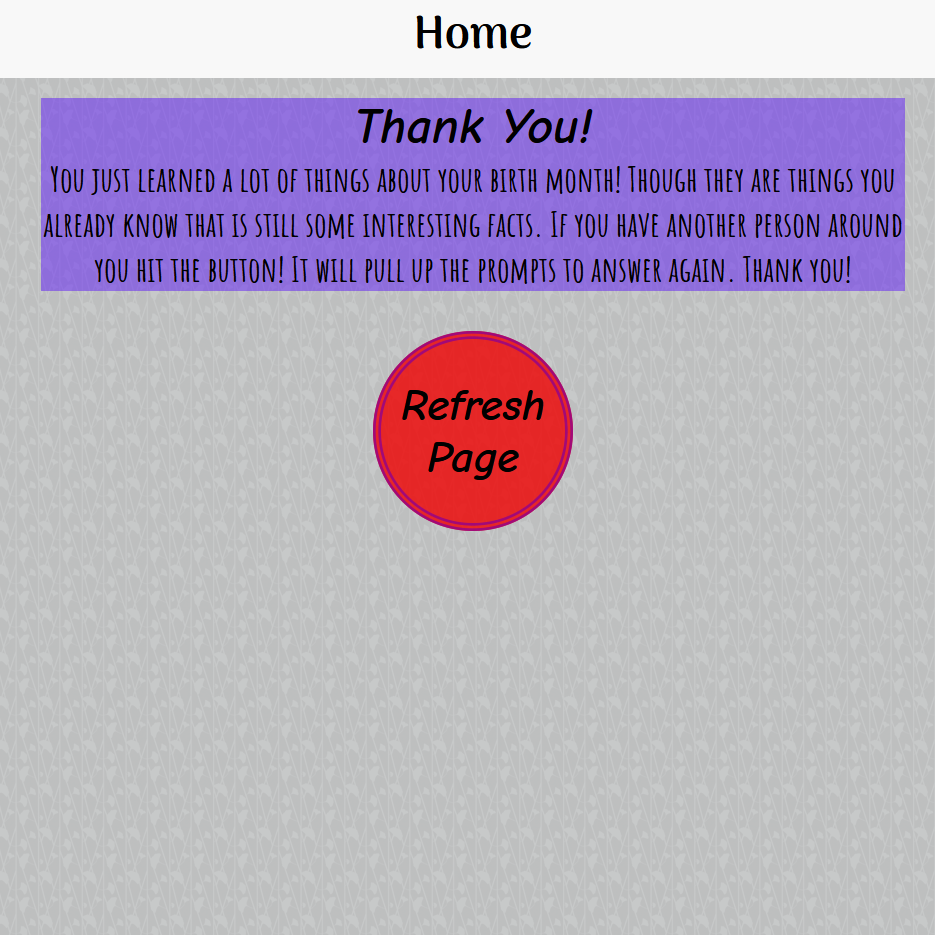 Home
Thank You!
You just learned a lot of things about your birth month! Though they are things you
already know that is still some interesting facts. If you have another person around
you hit the button! It will pull up the prompts to answer again. Thank you!
Refresh
Page